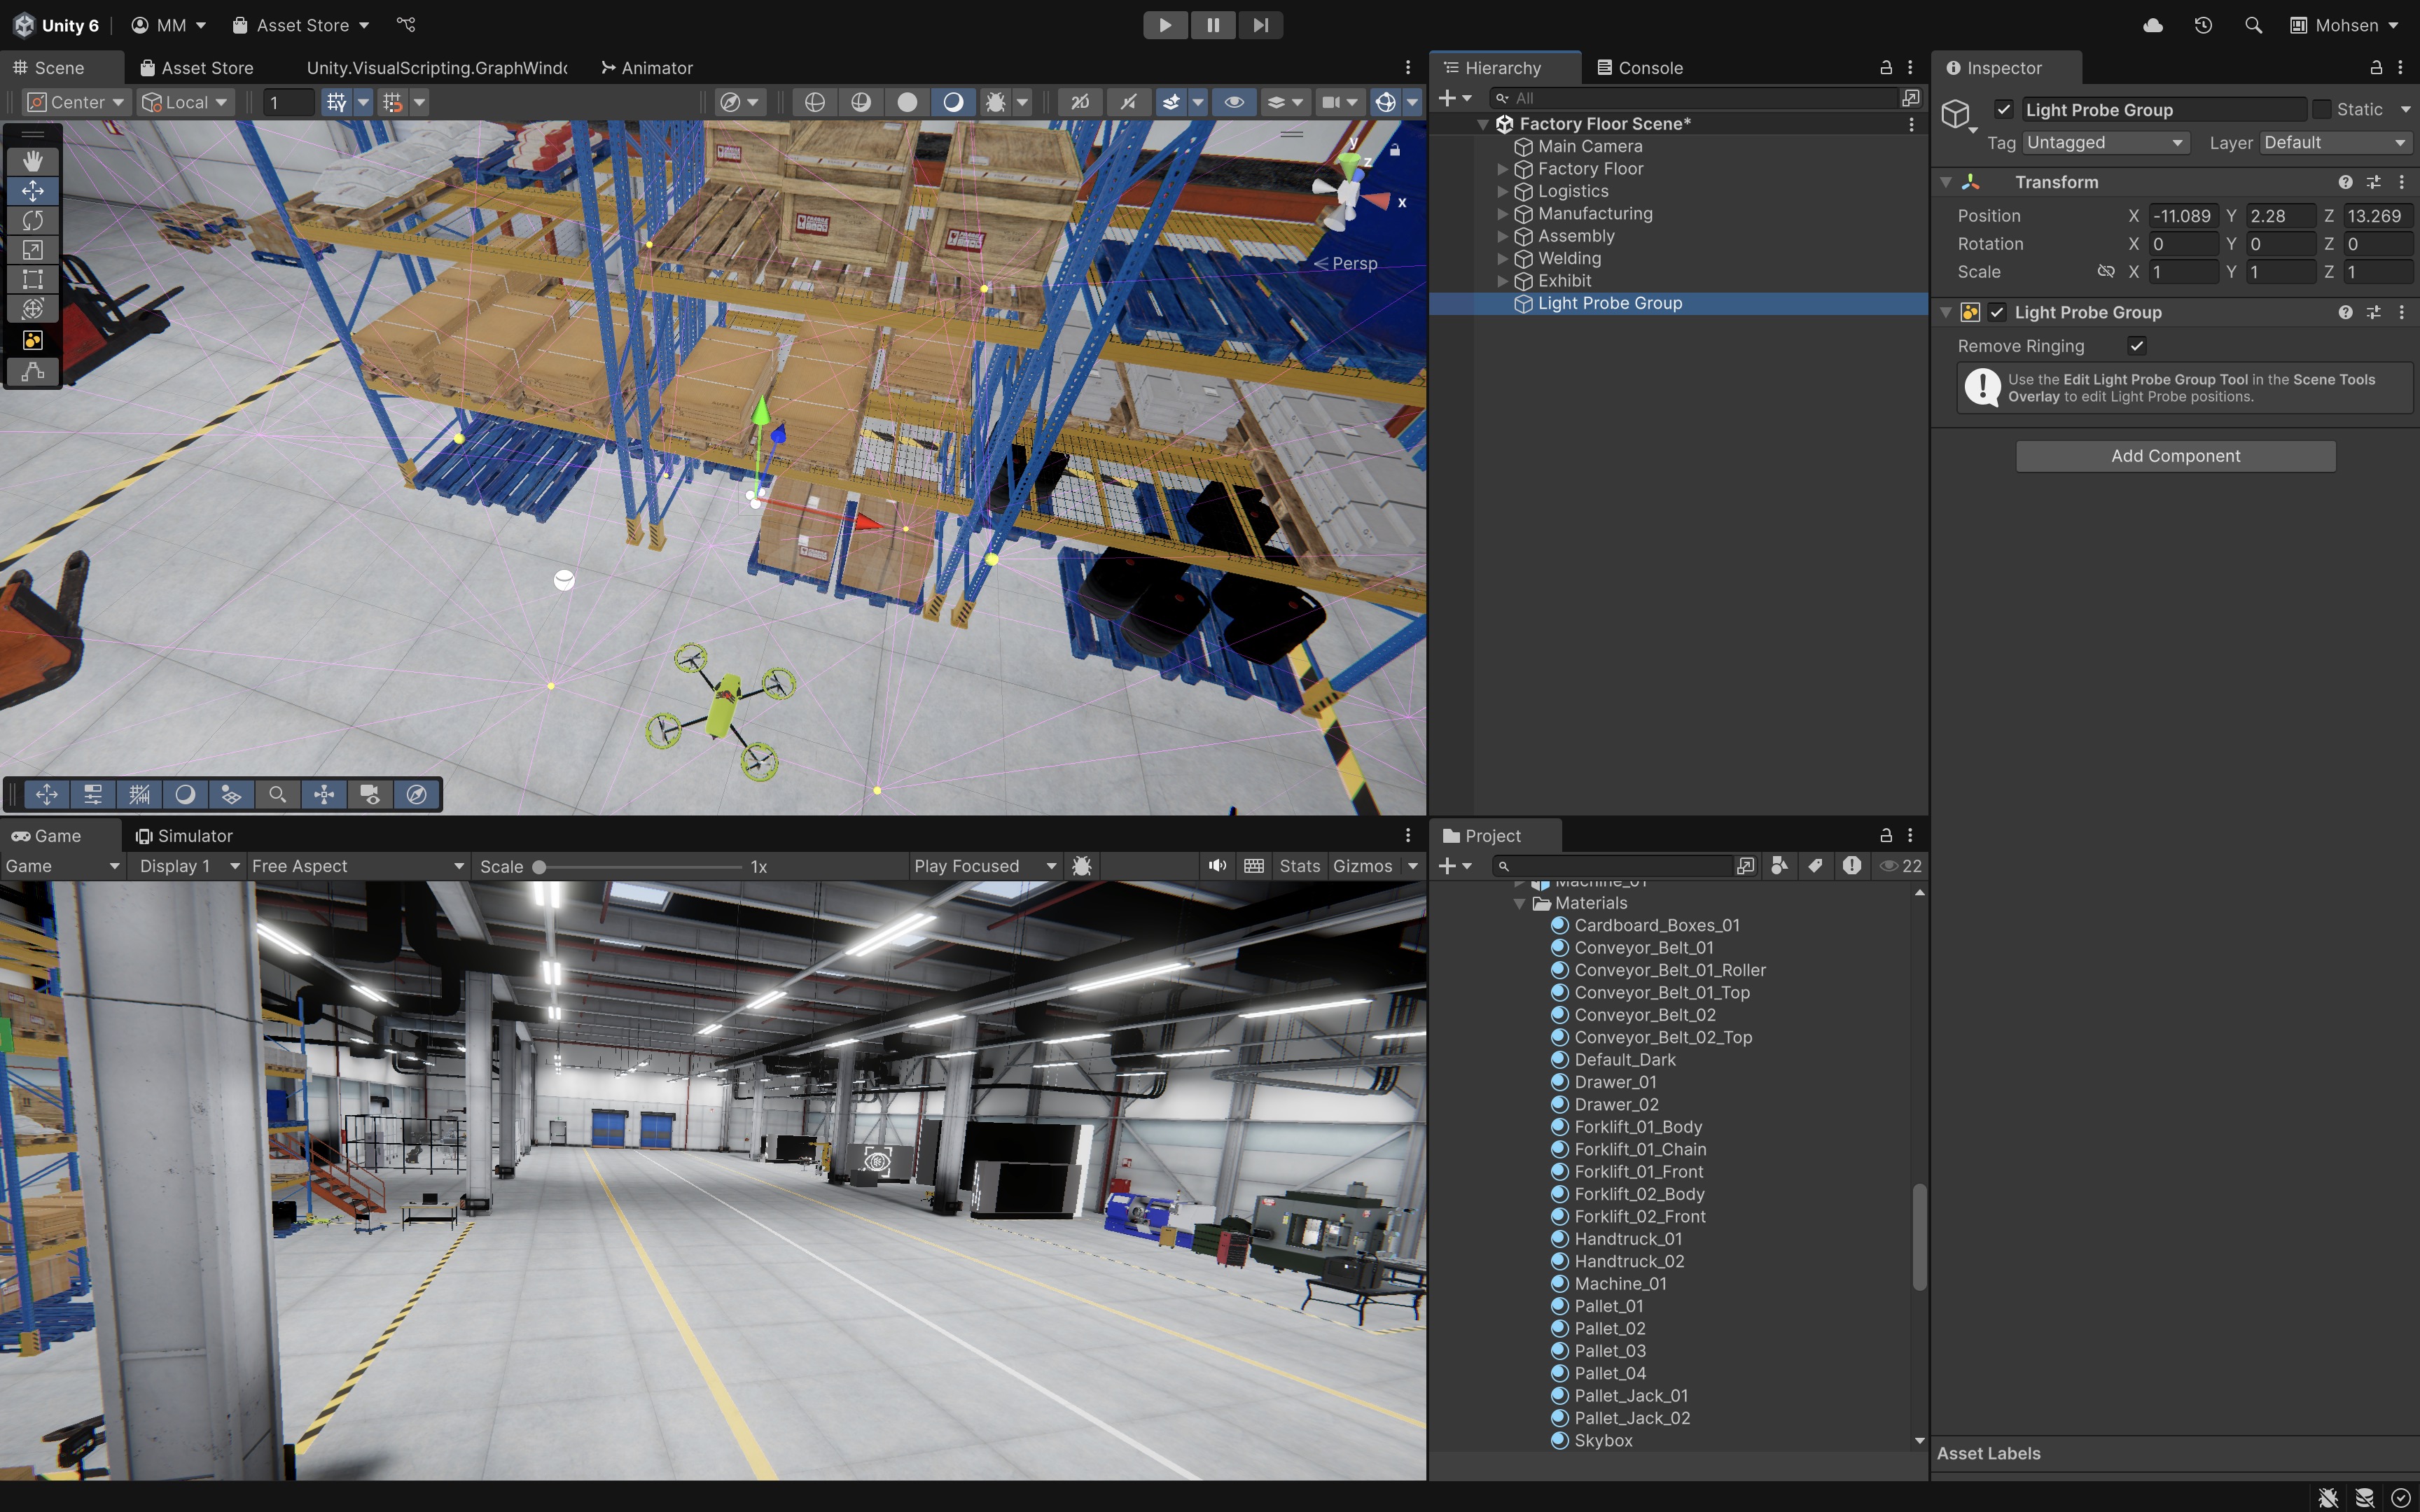 Unity 6
MM
Asset Store
Mohsen
Scene
Asset Store
Unity.VisualScripting.GraphWind
Animator
Center
Local
1
2D
y
z
x
Persp
Hierarchy
Console
All
Factory Floor Scene*
Main Camera
Factory Floor
Logistics
Manufacturing
Assembly
Welding
Exhibit
Light Probe Group
Inspector
Light Probe Group
Static
Tag
Untagged
Layer
Default
Transform
Position
X
-11.089
Y
2.28
Z
13.269
Rotation
X
0
Y
0
Z
0
Scale
X
1
Y
1
Z
1
Light Probe Group
Remove Ringing
Use the Edit Light Probe Group Tool in the Scene Tools
Overlay to edit Light Probe positions.
Add Component
Asset Labels
Game
Simulator
Game
Display 1
Free Aspect
Scale
1x
Play Focused
Stats
Gizmos
Project
22
Machine_01
Materials
Cardboard_Boxes_01
Conveyor_Belt_01
Conveyor_Belt_01_Roller
Conveyor_Belt_01_Top
Conveyor_Belt_02
Conveyor_Belt_02_Top
Default_Dark
Drawer_01
Drawer_02
Forklift_01_Body
Forklift_01_Chain
Forklift_01_Front
Forklift_02_Body
Forklift_02_Front
Handtruck_01
Handtruck_02
Machine_01
Pallet_01
Pallet_02
Pallet_03
Pallet_04
Pallet_Jack_01
Pallet_Jack_02
Skybox